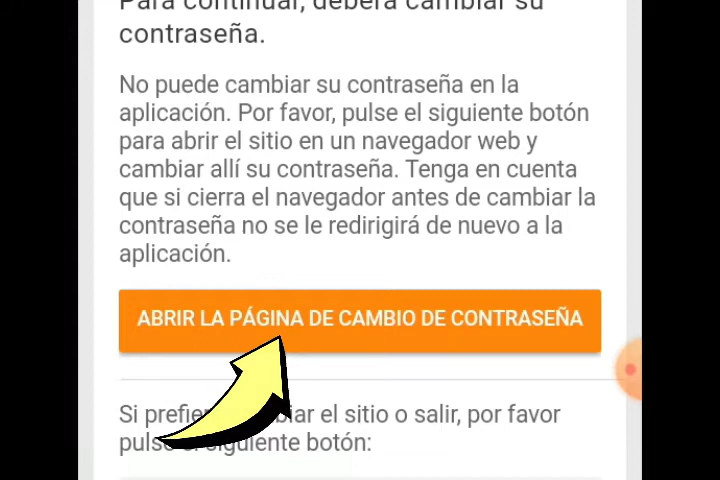 Para continuar, deberá cambiar su
contraseña.
No puede cambiar su contraseña en la
aplicación. Por favor, pulse el siguiente botón
para abrir el sitio en un navegador web y
cambiar allí su contraseña. Tenga en cuenta
que si cierra el navegador antes de cambiar la
contraseña no se le redirigirá de nuevo a la
aplicación.
ABRIR LA PÁGINA DE CAMBIO DE CONTRASEÑA
Si el sitio o salir, por favor
siguiente botón: